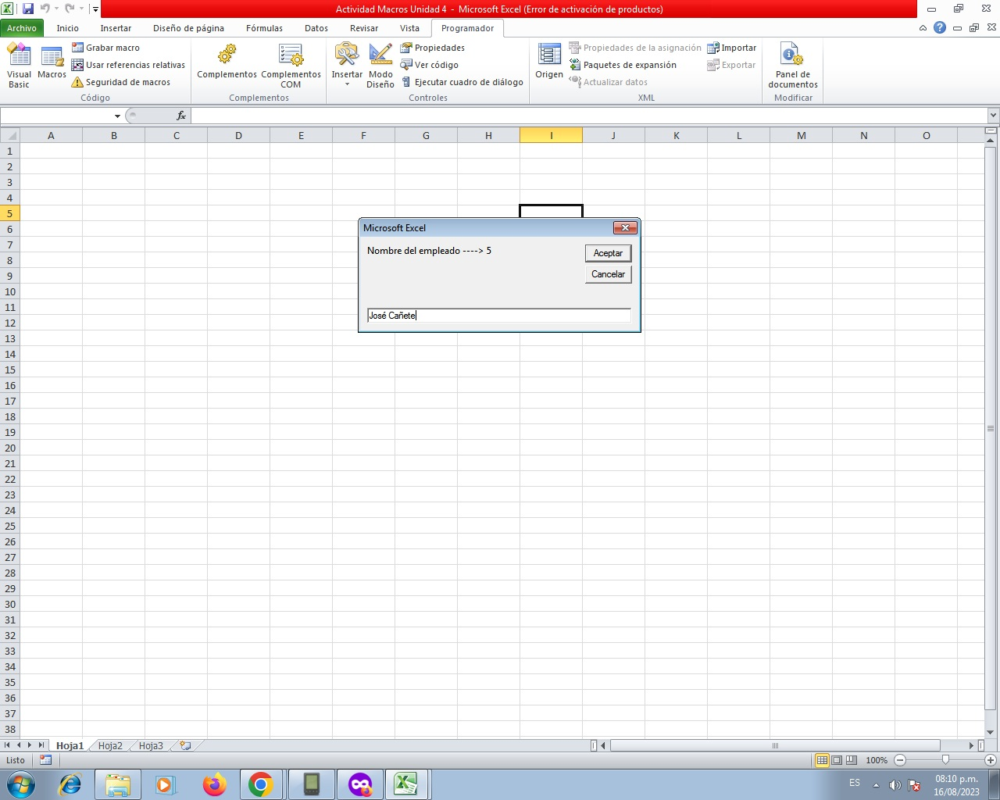 Actividad Macros Unidad 4 - Microsoft Excel (Error de activación de productos)
Archivo Inicio Insertar Diseño de página Fórmulas Datos Revisar Vista Programador
Visual Basic
Macros
Grabar macro
Usar referencias relativas
Seguridad de macros
Código
Complementos
Complementos COM
Complementos
Insertar
Modo Diseño
Propiedades
Ver código
Ejecutar cuadro de diálogo
Controles
Origen
Propiedades de la asignación
Paquetes de expansión
Actualizar datos
Importar
Exportar
XML
Panel de documentos
Modificar
fx
A B C D E F G H I J K L M N O
1
2
3
4
5
6
7
8
9
10
11
12
13
14
15
16
17
18
19
20
21
22
23
24
25
26
27
28
29
30
31
32
33
34
35
36
37
38
Microsoft Excel
Nombre del empleado ----> 5
Aceptar
Cancelar
José Cañete
Hoja1 Hoja2 Hoja3
Listo
100%
ES
08:10 p.m.
16/08/2023